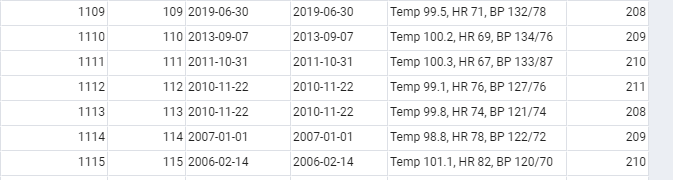 1109 109 2019-06-30 2019-06-30 Temp 99.5, HR 71, BP 132/78 208
1110 110 2013-09-07 2013-09-07 Temp 100.2, HR 69, BP 134/76 209
1111 111 2011-10-31 2011-10-31 Temp 100.3, HR 67, BP 133/87 210
1112 112 2010-11-22 2010-11-22 Temp 99.1, HR 76, BP 127/76 211
1113 113 2010-11-22 2010-11-22 Temp 99.8, HR 74, BP 121/74 208
1114 114 2007-01-01 2007-01-01 Temp 98.8, HR 78, BP 122/72 209
1115 115 2006-02-14 2006-02-14 Temp 101.1, HR 82, BP 120/70 210